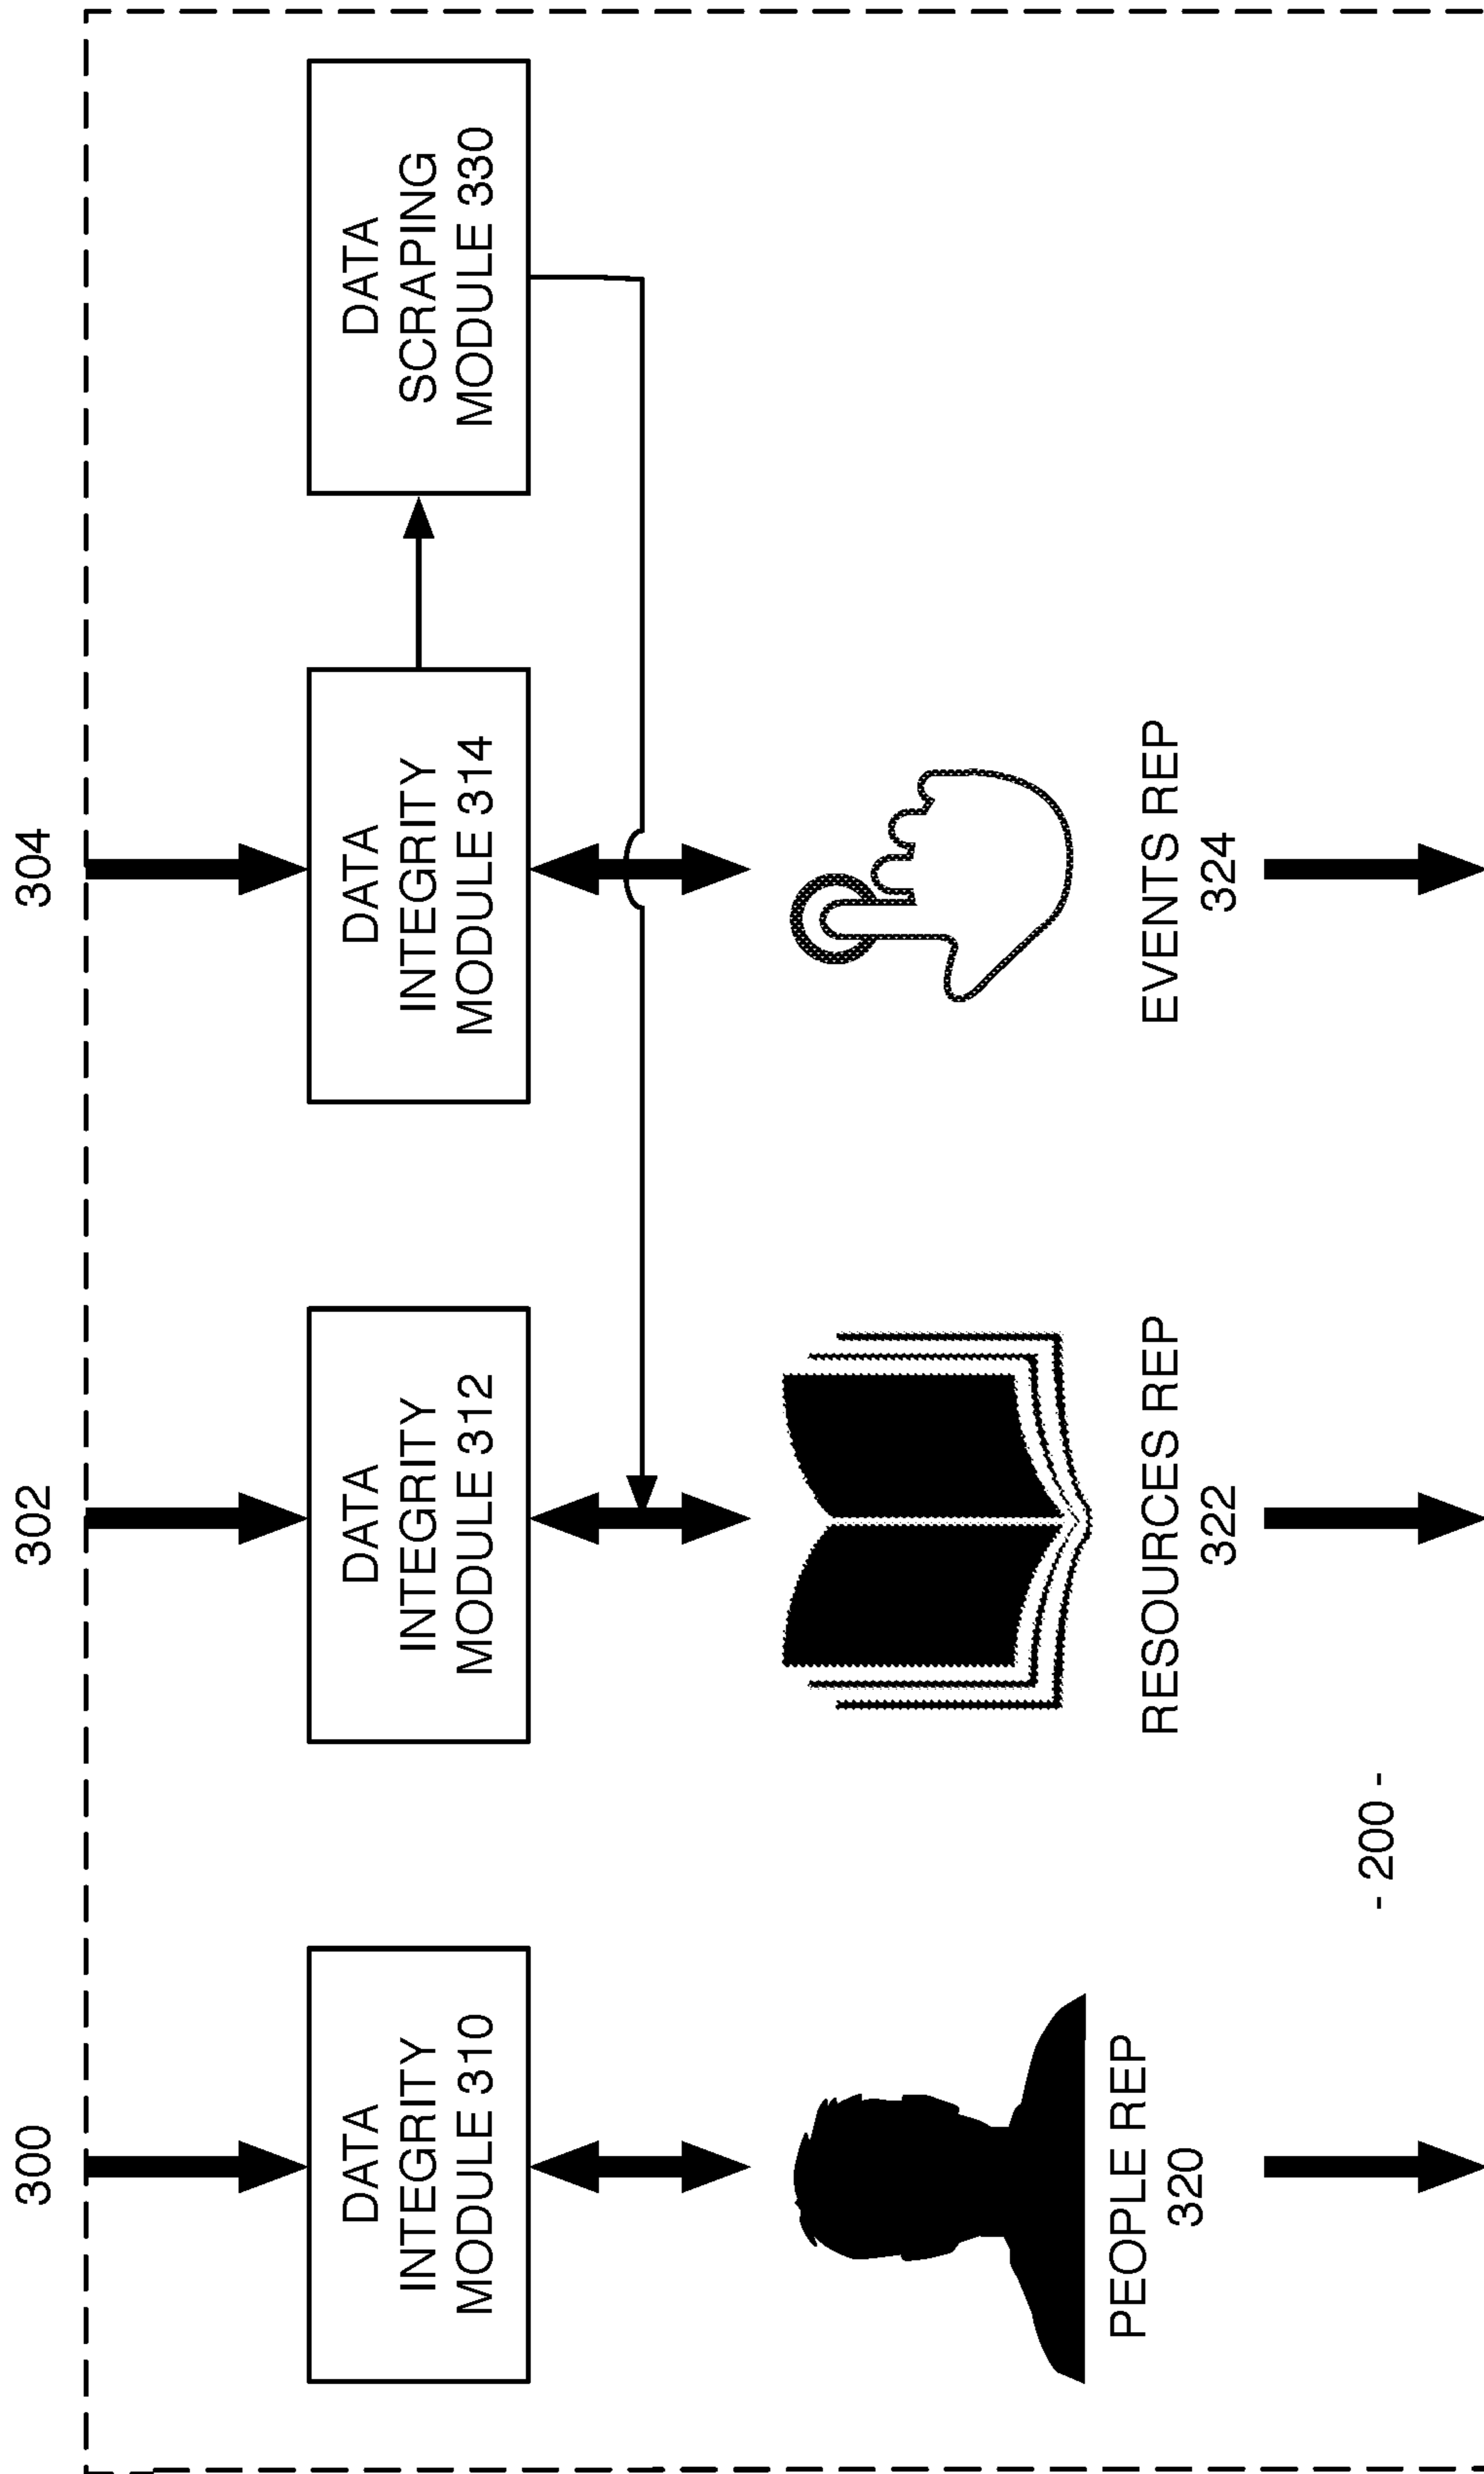 300
302
304
DATA
INTEGRITY
MODULE 310
DATA
INTEGRITY
MODULE 312
DATA
INTEGRITY
MODULE 314
DATA
SCRAPING
MODULE 330
PEOPLE REP
320
RESOURCES REP
322
EVENTS REP
324
- 200 -